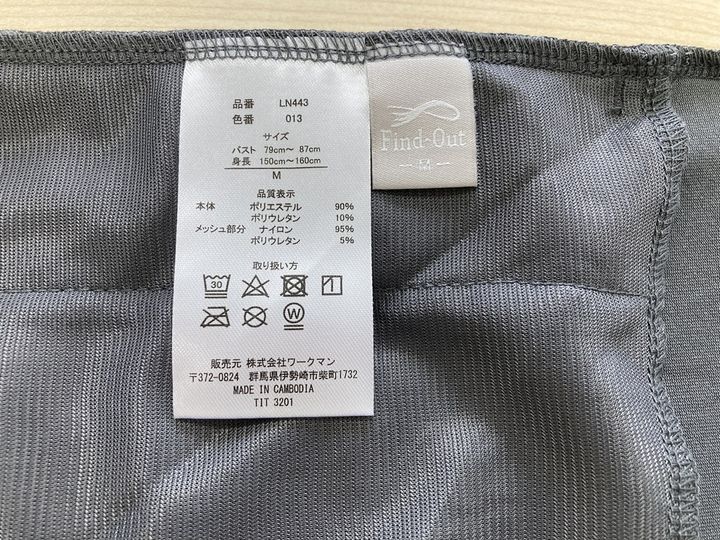 品番 LN443
色番 013
サイズ
バスト 79cm～ 87cm
身長 150cm～160cm
M
品質表示
本体 ポリエステル 90%
ポリウレタン 10%
メッシュ部分 ナイロン 95%
ポリウレタン 5%
取り扱い方
30
W
販売元 株式会社ワークマン
〒372-0824 群馬県伊勢崎市柴町1732
MADE IN CAMBODIA
TIT 3201
Find-Out
M